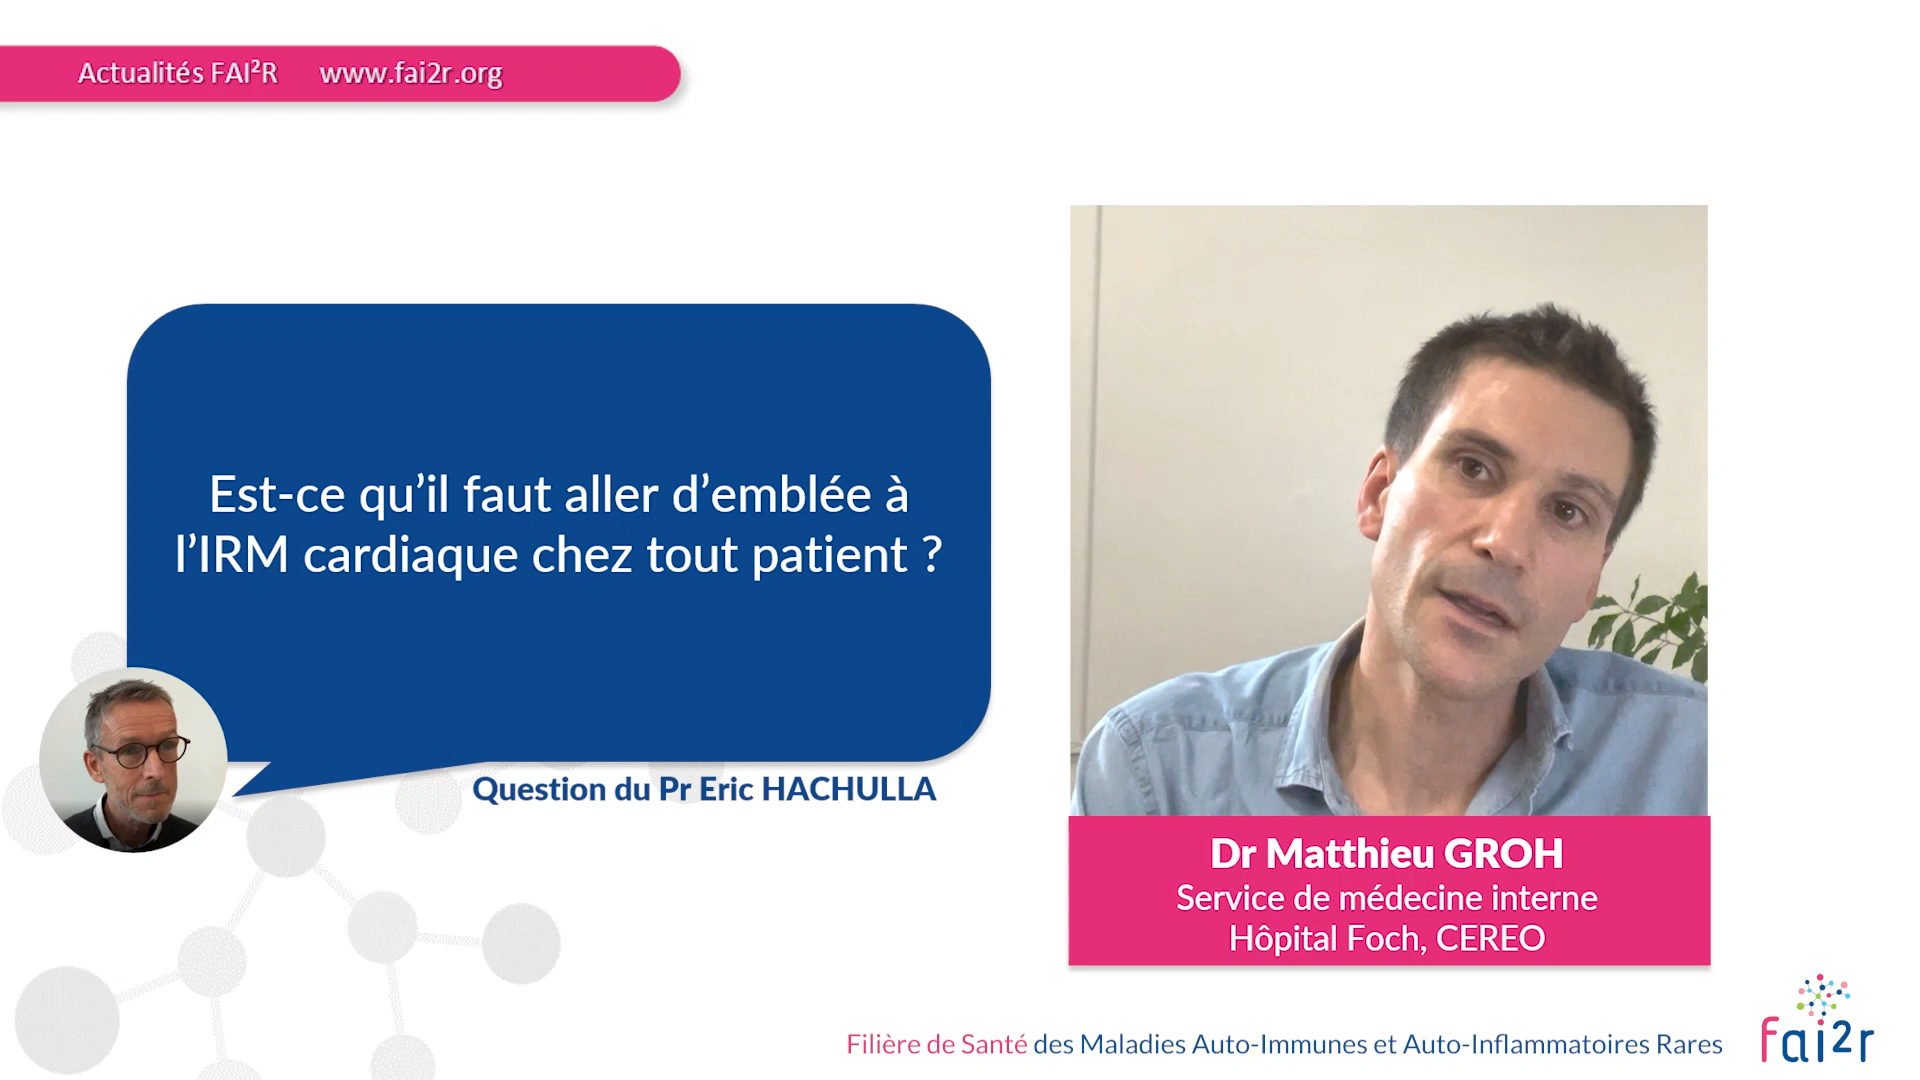 Actualités FAI²R www.fai2r.org
Est-ce qu’il faut aller d’emblée à
l’IRM cardiaque chez tout patient ?
Question du Pr Eric HACHULLA
Dr Matthieu GROH
Service de médecine interne
Hôpital Foch, CEREO
Filière de Santé des Maladies Auto-Immunes et Auto-Inflammatoires Rares
fai2r